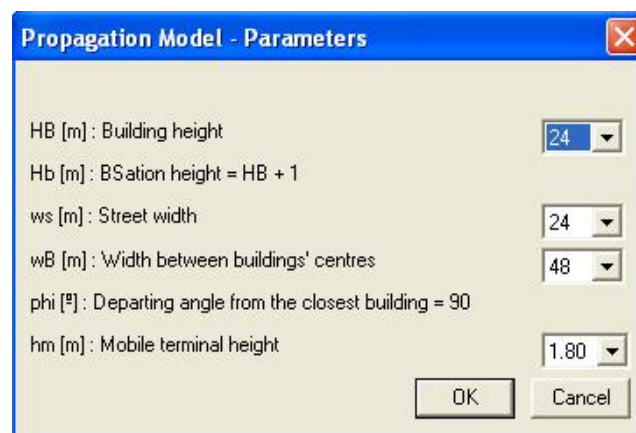 Propagation Model - Parameters
HB [m] : Building height 24
Hb [m] : BSation height = HB + 1
ws [m] : Street width 24
wB [m] : Width between buildings' centres 48
phi [º] : Departing angle from the closest building = 90
hm [m] : Mobile terminal height 1.80
OK Cancel